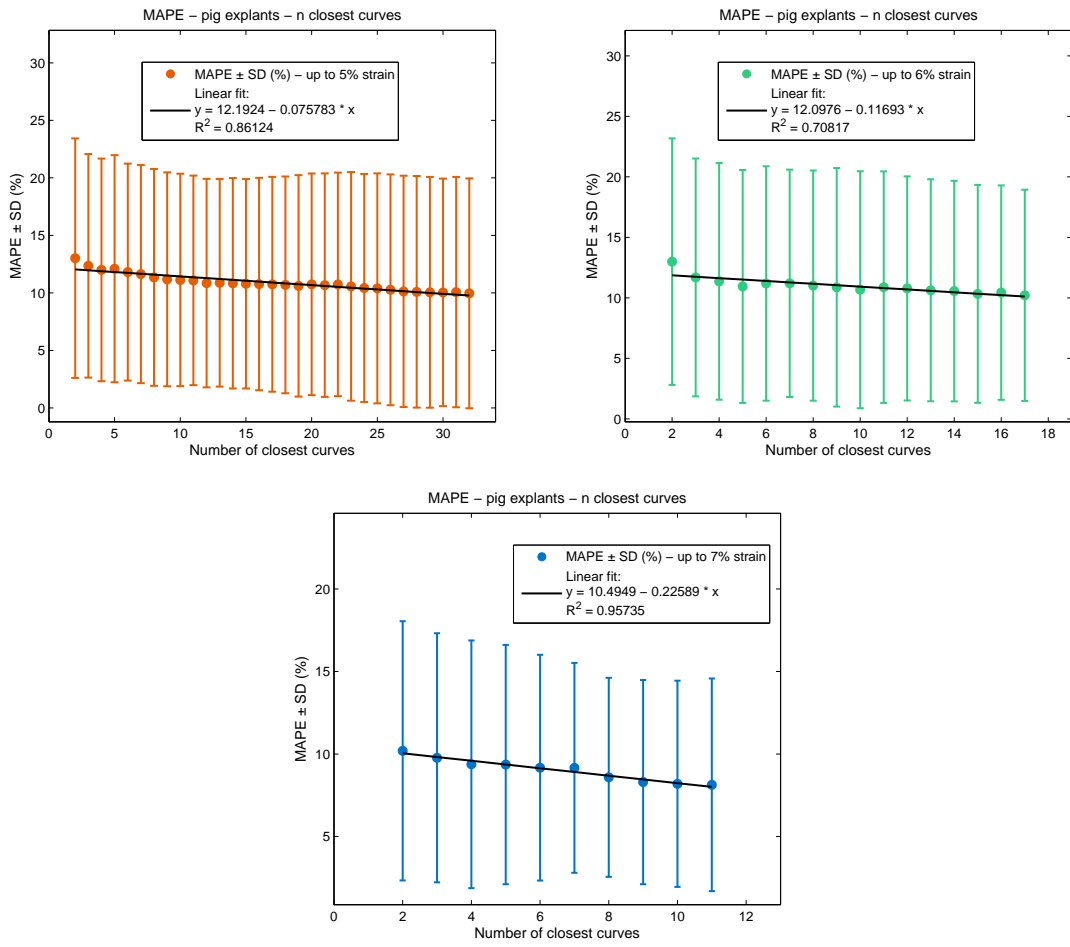 MAPE – pig explants – n closest curves
MAPE ± SD (%)
30
25
20
15
10
5
0
MAPE ± SD (%) – up to 5% strain
Linear fit:
y = 12.1924 – 0.075783 * x
R² = 0.86124
0 5 10 15 20 25 30
Number of closest curves
MAPE – pig explants – n closest curves
MAPE ± SD (%)
30
25
20
15
10
5
0
MAPE ± SD (%) – up to 6% strain
Linear fit:
y = 12.0976 – 0.11693 * x
R² = 0.70817
0 2 4 6 8 10 12 14 16 18
Number of closest curves
MAPE – pig explants – n closest curves
MAPE ± SD (%)
20
15
10
5
MAPE ± SD (%) – up to 7% strain
Linear fit:
y = 10.4949 – 0.22589 * x
R² = 0.95735
0 2 4 6 8 10 12
Number of closest curves